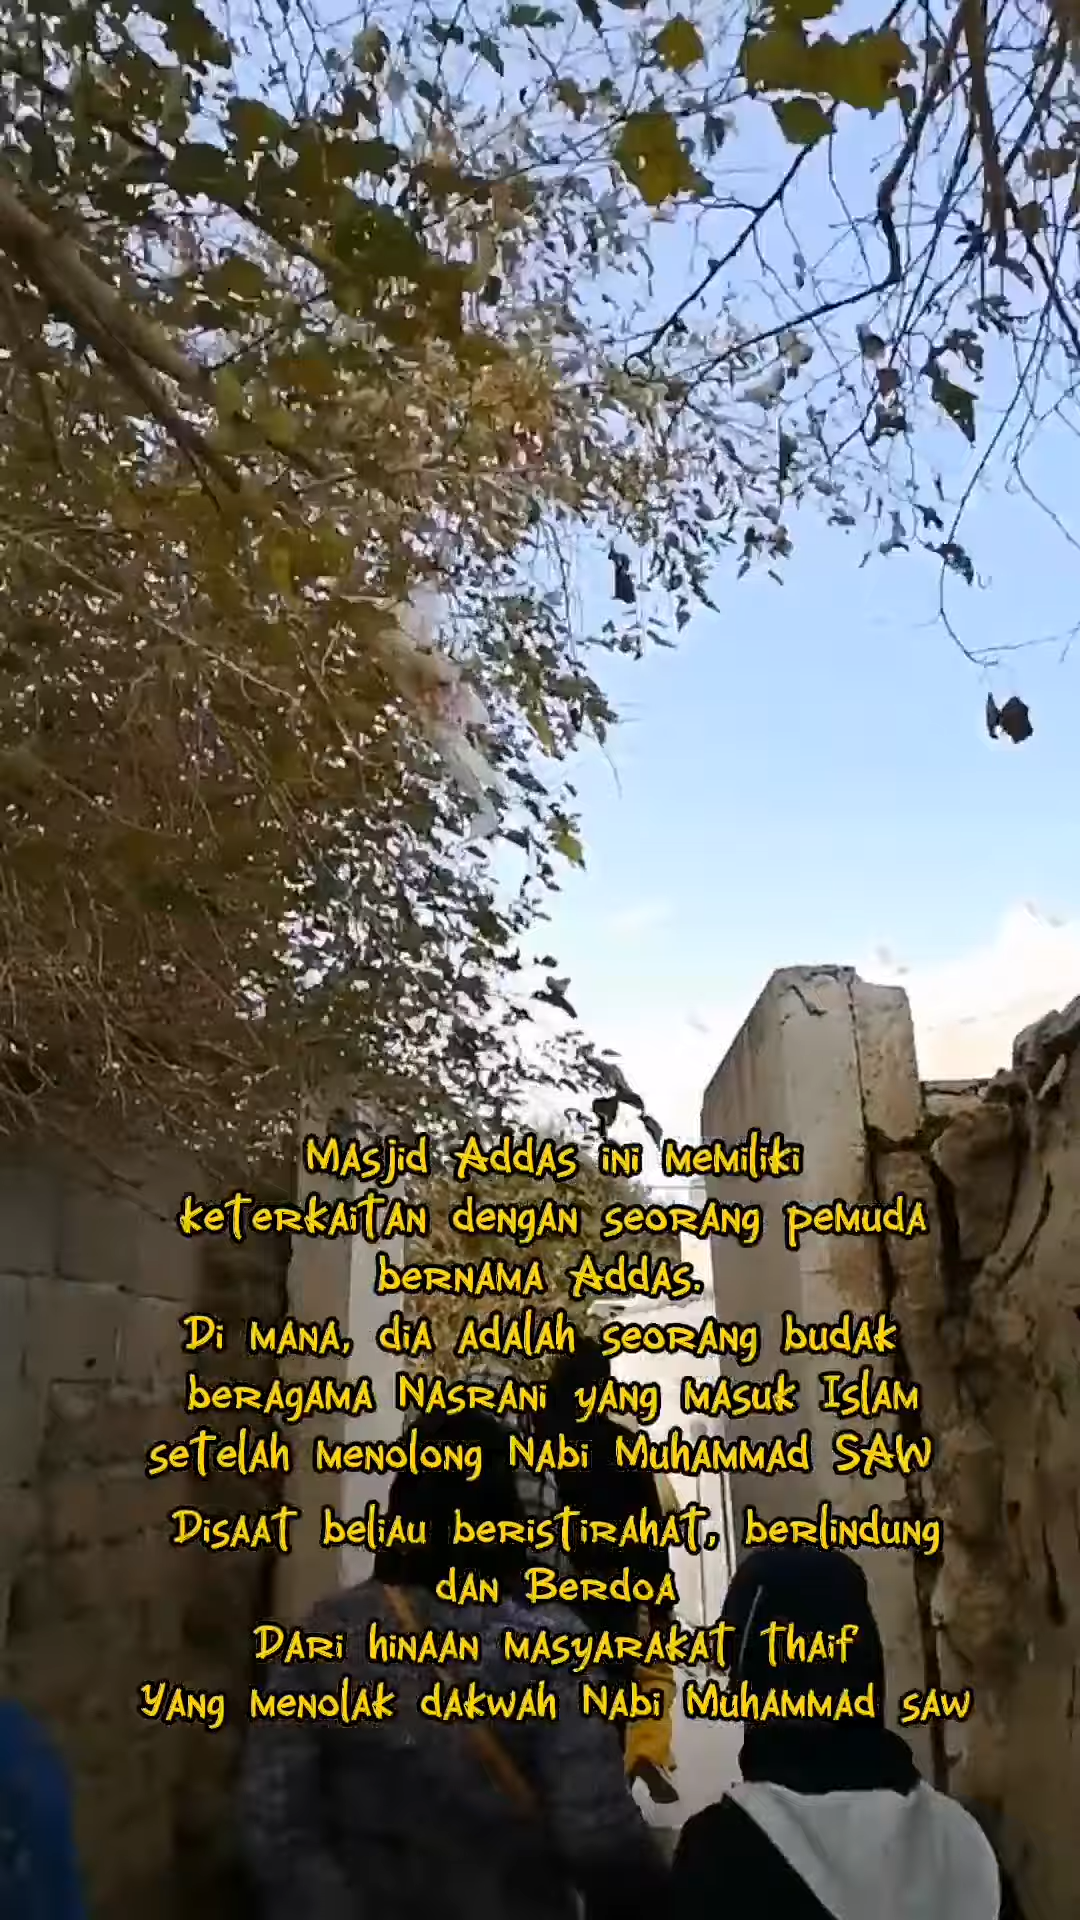 Masjid Addas ini memiliki
keterkaitan dengan seorang pemuda
bernama Addas.
Di mana, dia adalah seorang budak
beragama Nasrani yang masuk Islam
setelah menolong Nabi Muhammad SAW
Disaat beliau beristirahat, berlindung
dan Berdoa
Dari hinaan masyarakat thaif
Yang menolak dakwah Nabi Muhammad saw